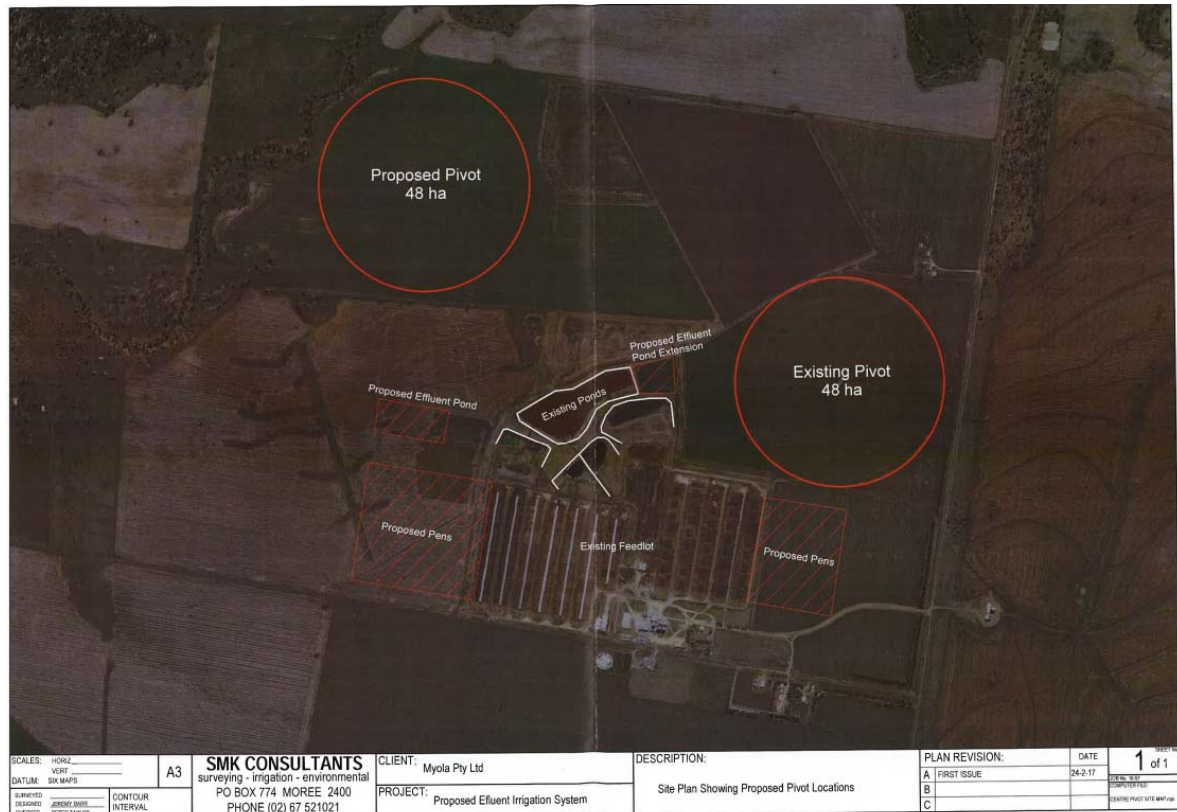 Proposed Pivot
48 ha
Existing Pivot
48 ha
Proposed Effluent
Pond Extension
Existing Ponds
Proposed Effluent Pond
Proposed Pens
Existing Feedlot
Proposed Pens
SCALES: HORIZ.
VERT
DATUM: SIX MAPS
SURVEYED
DESIGNED JEREMY BARR
CONTOUR
INTERVAL
A3
SMK CONSULTANTS
surveying - irrigation - environmental
PO BOX 774 MOREE 2400
PHONE (02) 67 521021
CLIENT: Myola Pty Ltd
PROJECT: Proposed Efluent Irrigation System
DESCRIPTION:
Site Plan Showing Proposed Pivot Locations
PLAN REVISION: DATE
A FIRST ISSUE 24-2-17
B
C
1 of 1
COMPUTER FILE: